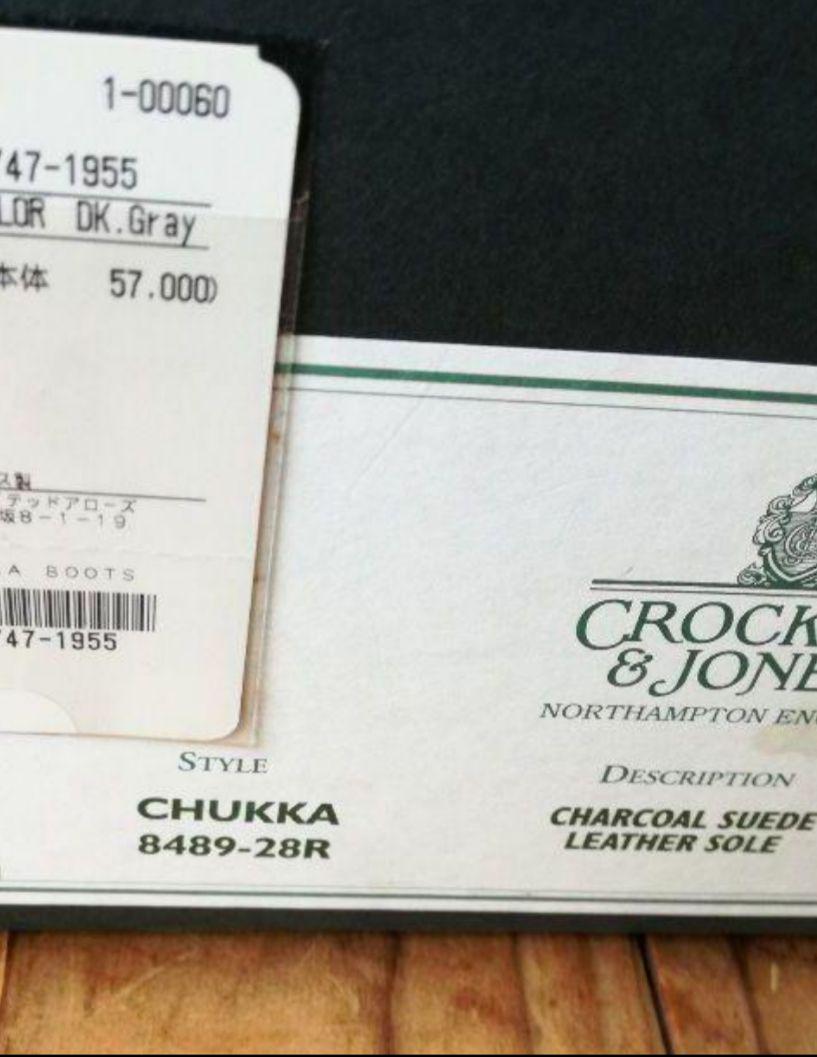 1-00060
747-1955
LOR DK.Gray
本体 57.000)
ス製
テッドアローズ
坂8-1-19
A BOOTS
747-1955
CROCK
& JONE
NORTHAMPTON EN
STYLE
DESCRIPTION
CHUKKA
8489-28R
CHARCOAL SUEDE
LEATHER SOLE